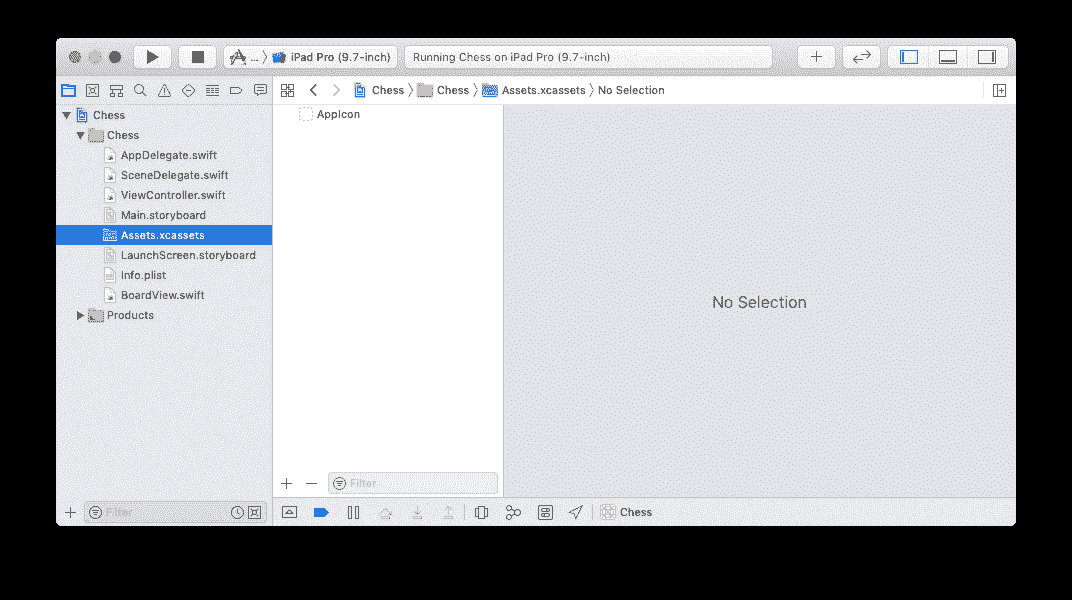 ... iPad Pro (9.7-inch) Running Chess on iPad Pro (9.7-inch)
Chess Chess Assets.xcassets No Selection
Chess
Chess
AppDelegate.swift
SceneDelegate.swift
ViewController.swift
Main.storyboard
Assets.xcassets
LaunchScreen.storyboard
Info.plist
BoardView.swift
Products
Filter
AppIcon
Filter
No Selection
Chess